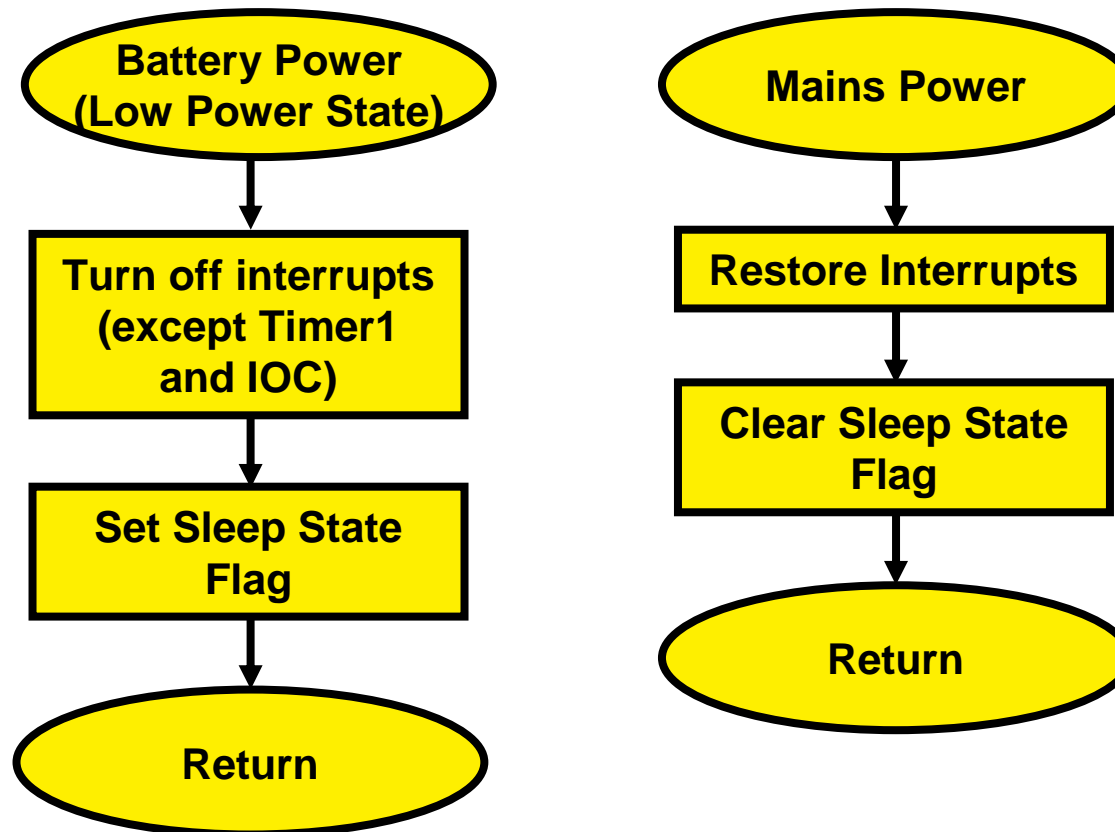 Battery Power
(Low Power State)
Turn off interrupts
(except Timer1
and IOC)
Set Sleep State
Flag
Return
Mains Power
Restore Interrupts
Clear Sleep State
Flag
Return